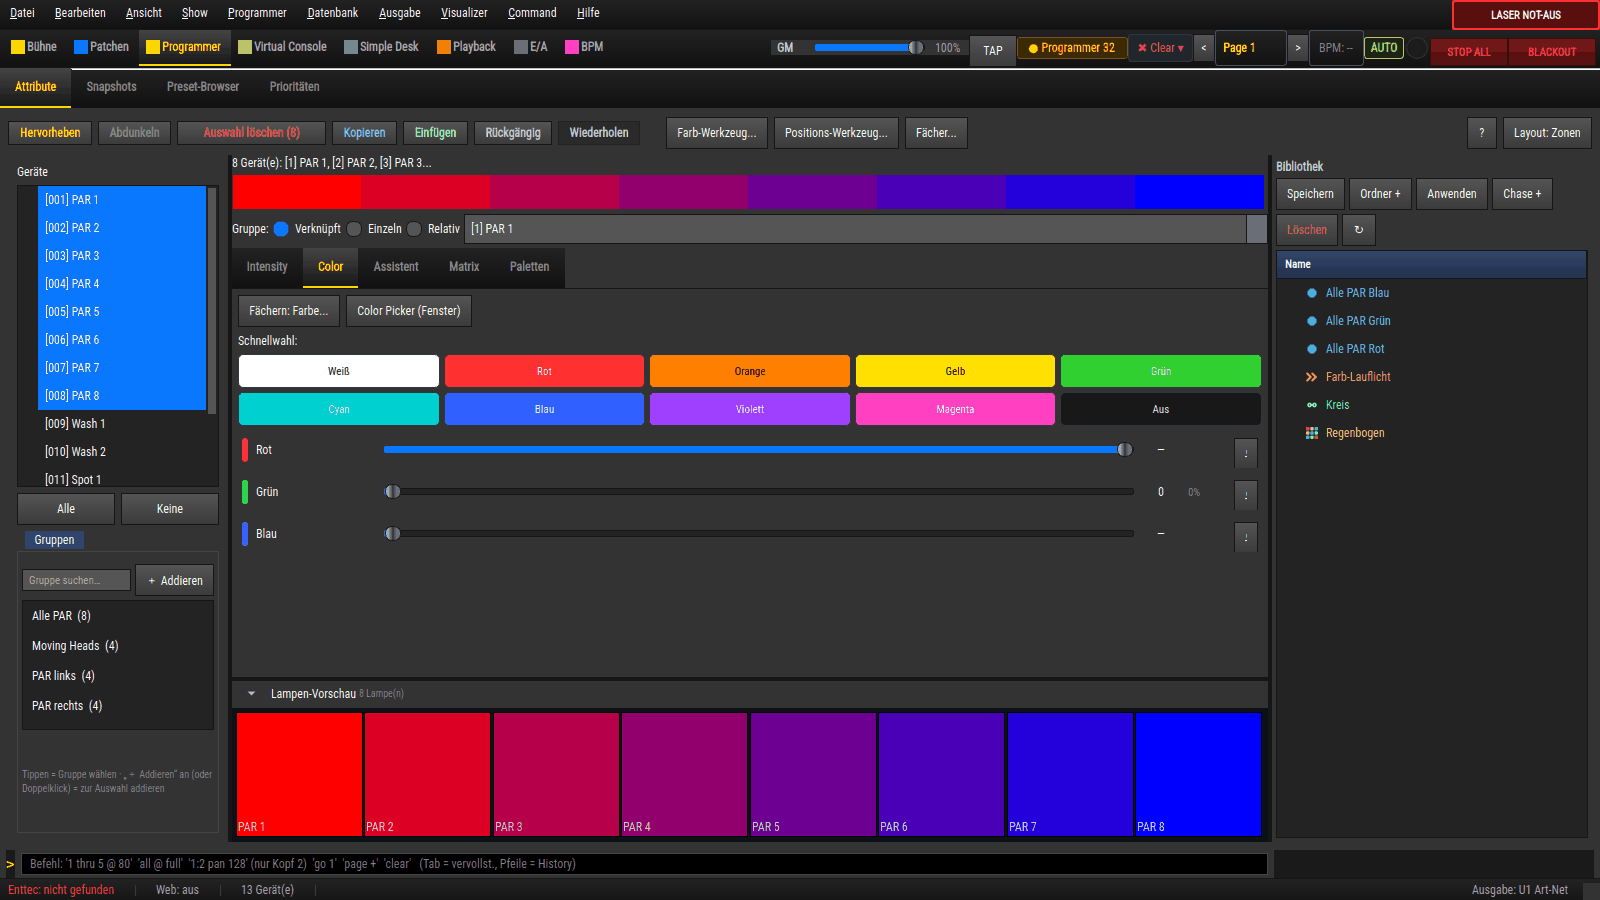 Datei Bearbeiten Ansicht Show Programmer Datenbank Ausgabe Visualizer Command Hilfe LASER NOT-AUS
Bühne Patchen Programmer Virtual Console Simple Desk Playback E/A BPM GM 100% TAP Programmer 32 ✖ Clear ▾ < Page 1 > BPM: -- AUTO STOP ALL BLACKOUT
Attribute Snapshots Preset-Browser Prioritäten
Hervorheben Abdunkeln Auswahl löschen (8) Kopieren Einfügen Rückgängig Wiederholen Farb-Werkzeug... Positions-Werkzeug... Fächer... ? Layout: Zonen
Geräte
[001] PAR 1
[002] PAR 2
[003] PAR 3
[004] PAR 4
[005] PAR 5
[006] PAR 6
[007] PAR 7
[008] PAR 8
[009] Wash 1
[010] Wash 2
[011] Spot 1
Alle Keine
Gruppen
Gruppe suchen... + Addieren
Alle PAR (8)
Moving Heads (4)
PAR links (4)
PAR rechts (4)
Tippen = Gruppe wählen · „ + Addieren“ an (oder
Doppelklick) = zur Auswahl addieren
8 Gerät(e): [1] PAR 1, [2] PAR 2, [3] PAR 3...
Gruppe: Verknüpft Einzeln Relativ [1] PAR 1
Intensity Color Assistent Matrix Paletten
Fächern: Farbe... Color Picker (Fenster)
Schnellwahl:
Weiß Rot Orange Gelb Grün
Cyan Blau Violett Magenta Aus
Rot –
Grün 0 0%
Blau –
Lampen-Vorschau 8 Lampe(n)
PAR 1 PAR 2 PAR 3 PAR 4 PAR 5 PAR 6 PAR 7 PAR 8
Bibliothek
Speichern Ordner + Anwenden Chase +
Löschen ↻
Name
Alle PAR Blau
Alle PAR Grün
Alle PAR Rot
Farb-Lauflicht
Kreis
Regenbogen
> Befehl: '1 thru 5 @ 80' 'all @ full' '1:2 pan 128' (nur Kopf 2) 'go 1' 'page +' 'clear' (Tab = vervollst., Pfeile = History)
Enttec: nicht gefunden Web: aus 13 Gerät(e) Ausgabe: U1 Art-Net